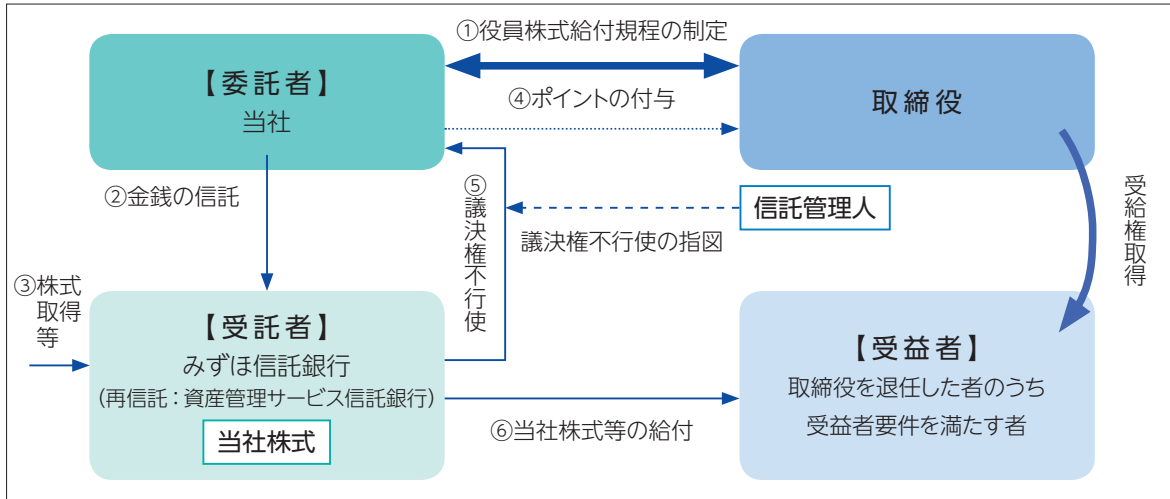 ①役員株式給付規程の制定
【委託者】
当社
④ポイントの付与
取締役
②金銭の信託
⑤議決権不行使
信託管理人
議決権不行使の指図
受給権取得
③株式
取得
等
【受託者】
みずほ信託銀行
(再信託：資産管理サービス信託銀行)
当社株式
⑥当社株式等の給付
【受益者】
取締役を退任した者のうち
受益者要件を満たす者